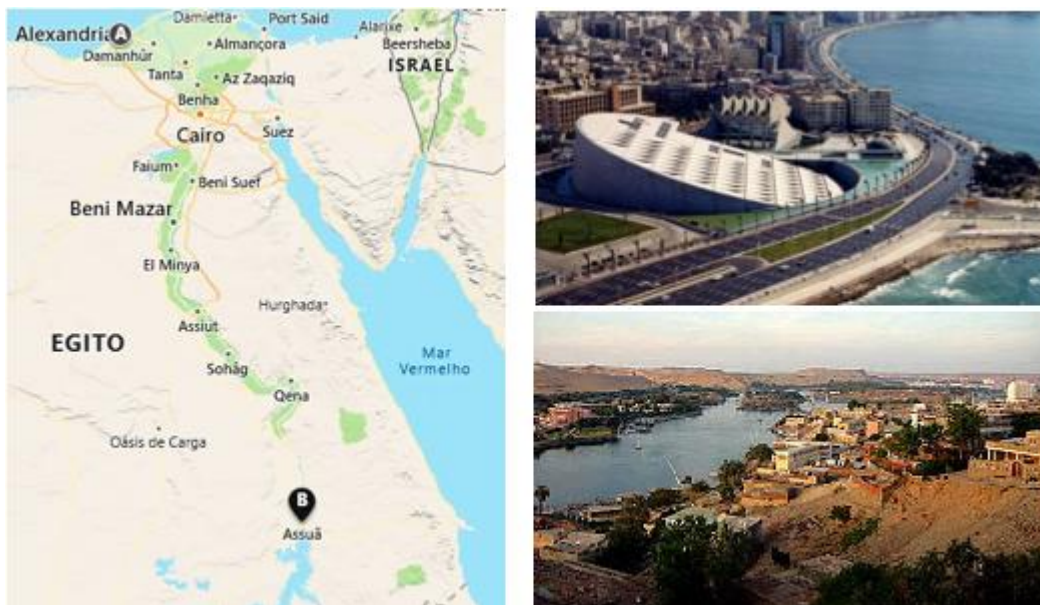 Damietta
Port Said
Alexandria A
Alarixe
Damanhûr
Almançora
Beersheba
Tanta
Az Zaqaziq
ISRAEL
Benha
Cairo
Suez
Faium
Beni Suef
Beni Mazar
El Minya
Hurghada
Assiut
EGITO
Sohâg
Mar
Vermelho
Qena
Oásis de Carga
B
Assuã